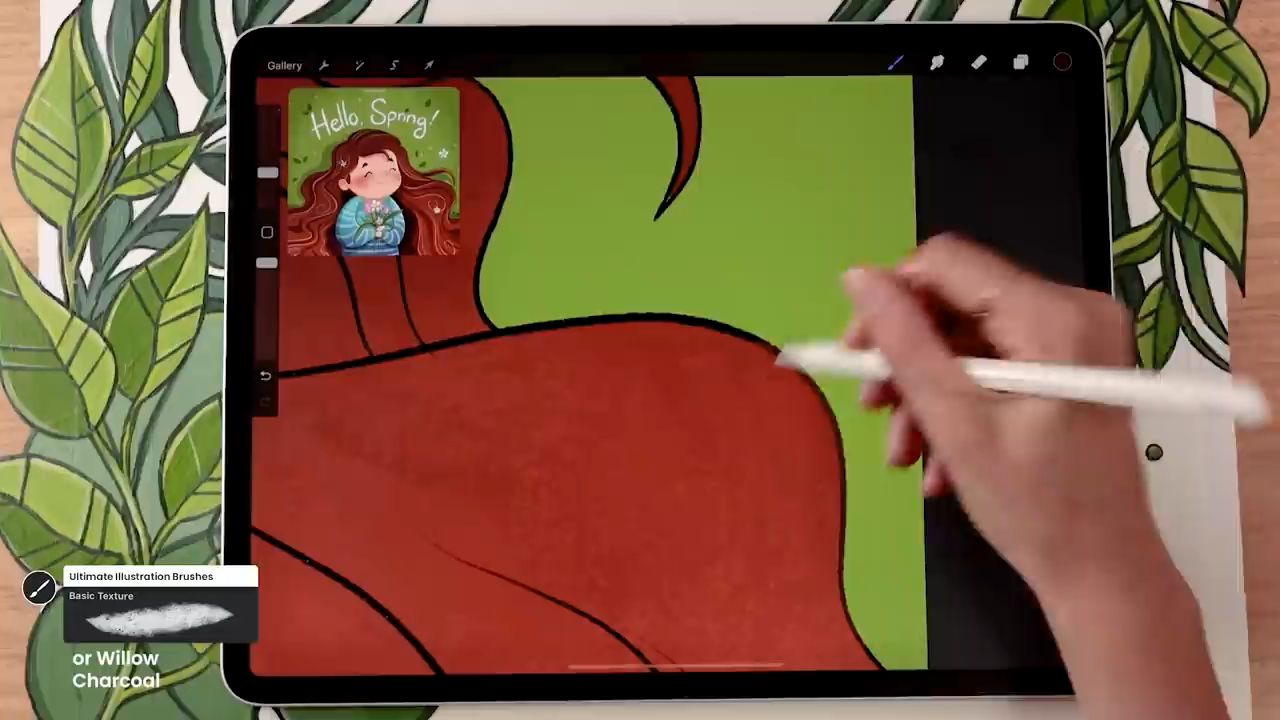 Gallery
Hello, Spring!
Ultimate Illustration Brushes
Basic Texture
or Willow
Charcoal